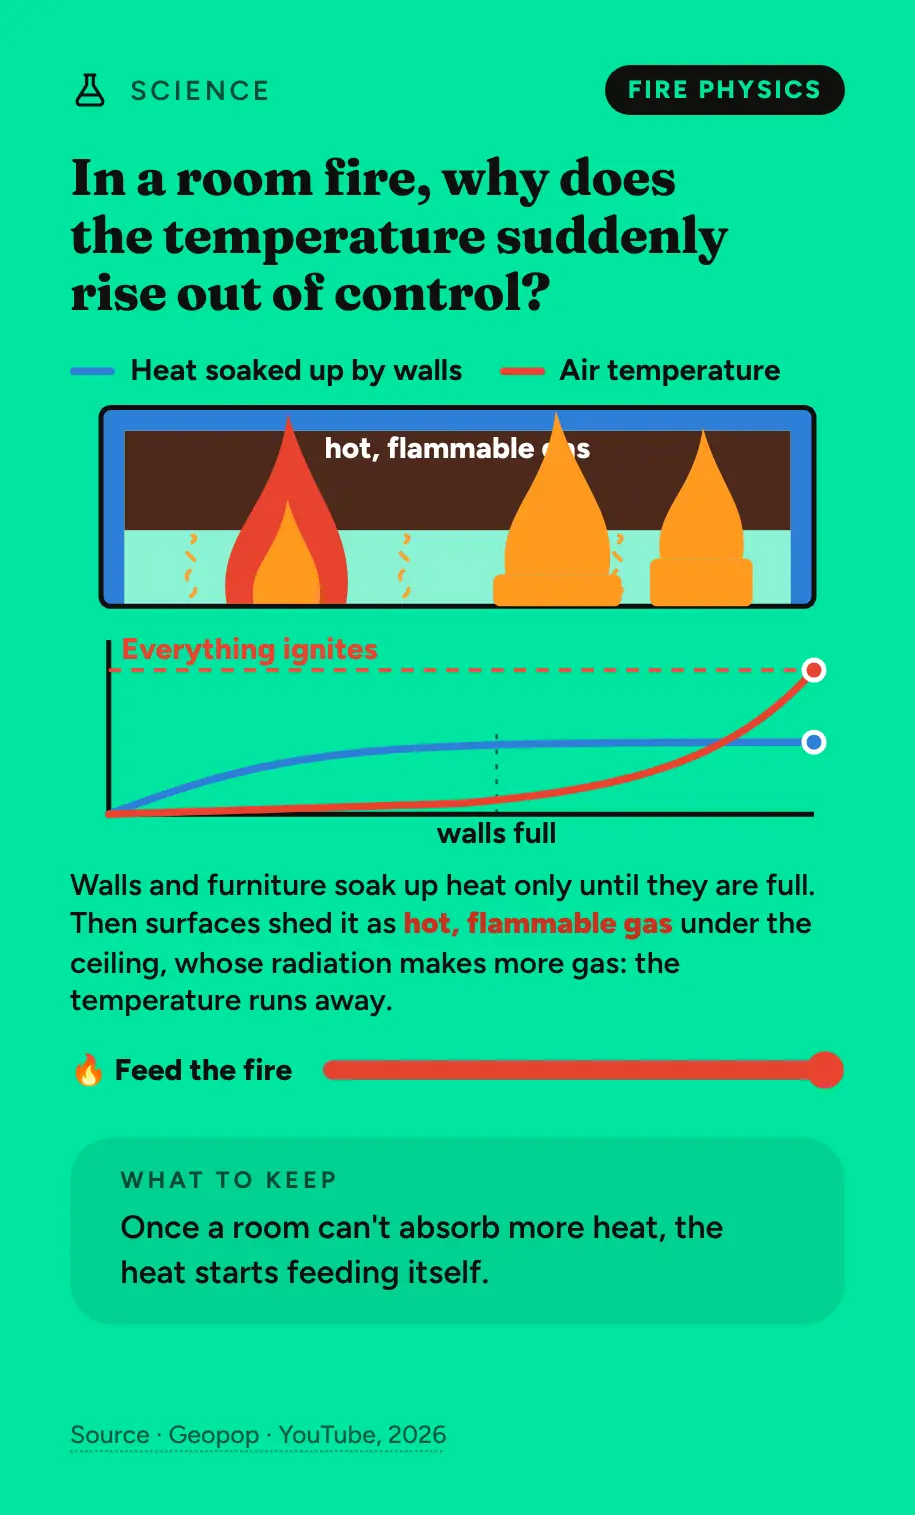 SCIENCE
FIRE PHYSICS
In a room fire, why does
the temperature suddenly
rise out of control?
Heat soaked up by walls
Air temperature
hot, flammable gas
Everything ignites
walls full
Walls and furniture soak up heat only until they are full.
Then surfaces shed it as hot, flammable gas under the
ceiling, whose radiation makes more gas: the
temperature runs away.
🔥 Feed the fire
WHAT TO KEEP
Once a room can't absorb more heat, the
heat starts feeding itself.
Source · Geopop · YouTube, 2026